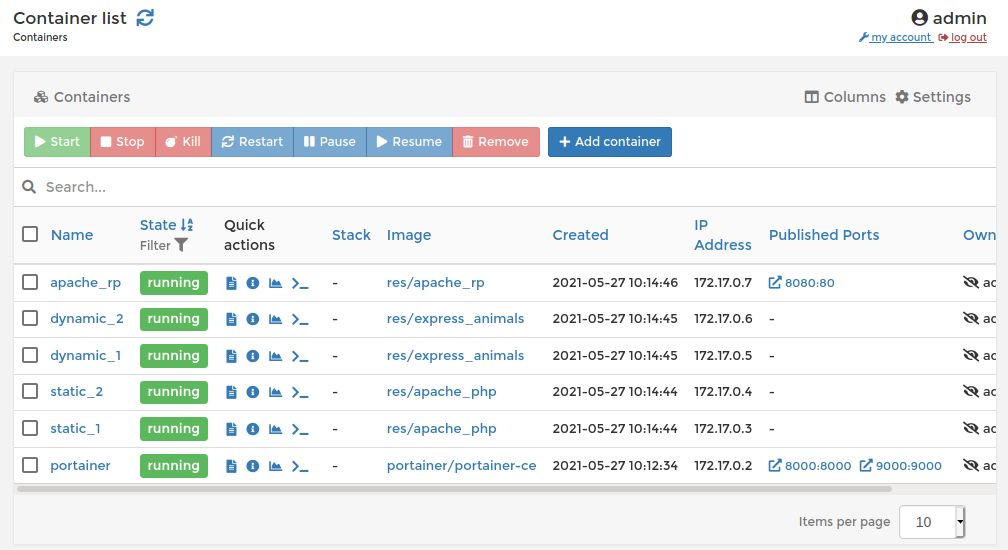 Container list
admin
Containers
my account log out
Containers
Columns Settings
Start Stop Kill Restart Pause Resume Remove Add container
Search...
Name State Filter Quick actions Stack Image Created IP Address Published Ports Own
apache_rp running - res/apache_rp 2021-05-27 10:14:46 172.17.0.7 8080:80 ac
dynamic_2 running - res/express_animals 2021-05-27 10:14:45 172.17.0.6 - ac
dynamic_1 running - res/express_animals 2021-05-27 10:14:45 172.17.0.5 - ac
static_2 running - res/apache_php 2021-05-27 10:14:44 172.17.0.4 - ac
static_1 running - res/apache_php 2021-05-27 10:14:44 172.17.0.3 - ac
portainer running - portainer/portainer-ce 2021-05-27 10:12:34 172.17.0.2 8000:8000 9000:9000 ac
Items per page 10